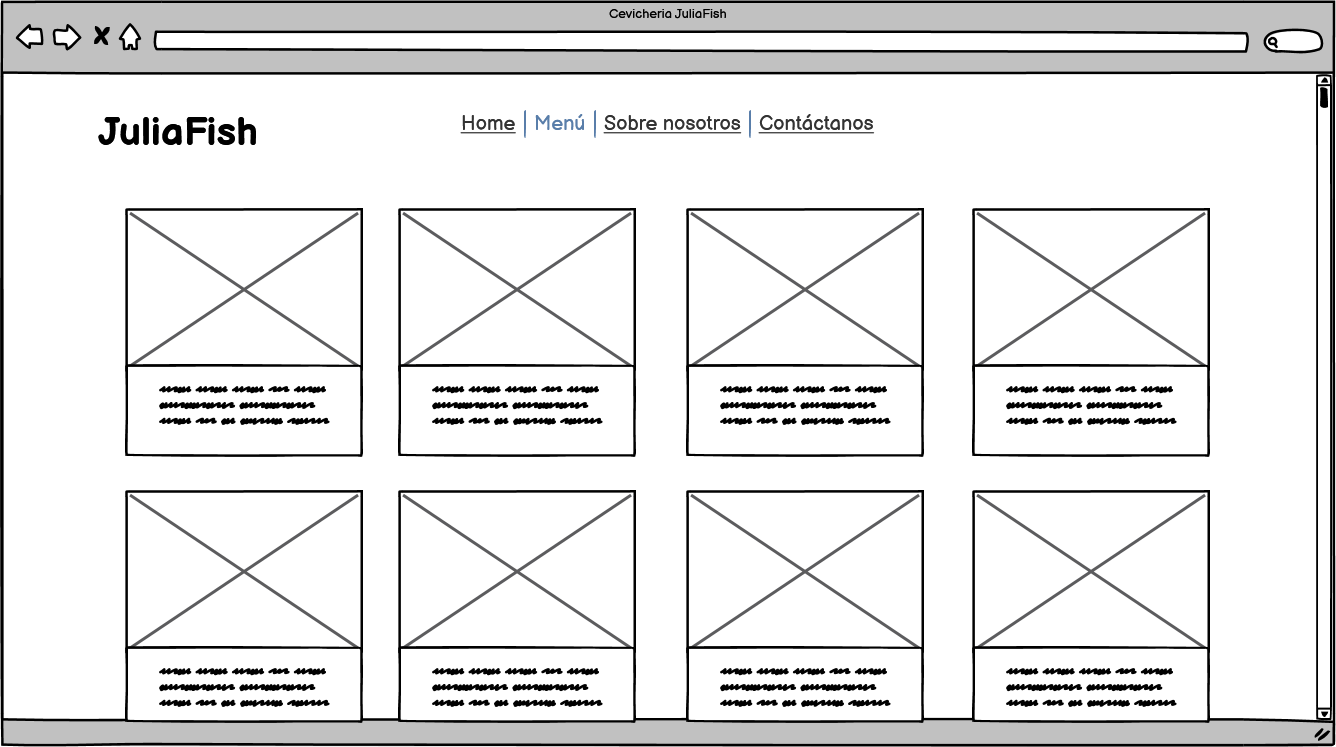 Cevicheria JuliaFish
JuliaFish
Home Menú Sobre nosotros Contáctanos